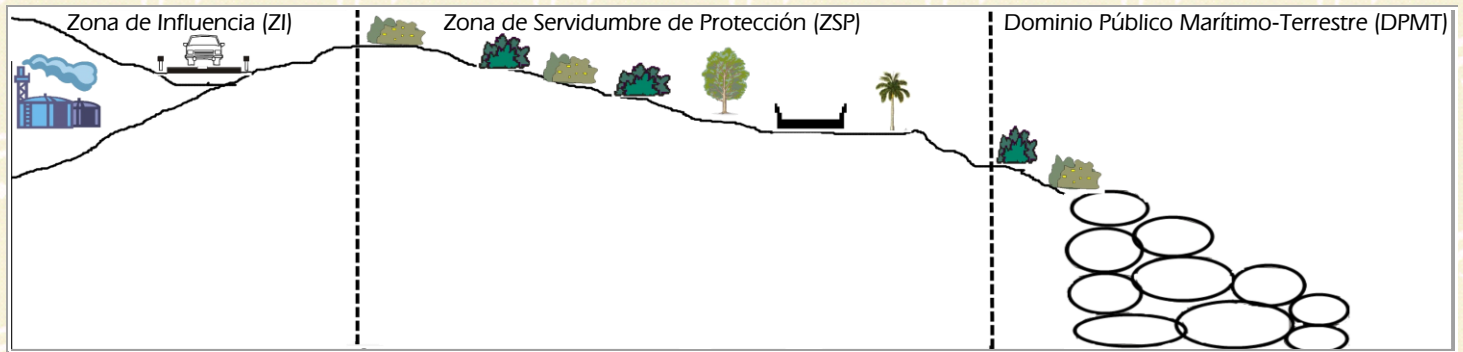 Zona de Influencia (ZI)
Zona de Servidumbre de Protección (ZSP)
Dominio Público Marítimo-Terrestre (DPMT)